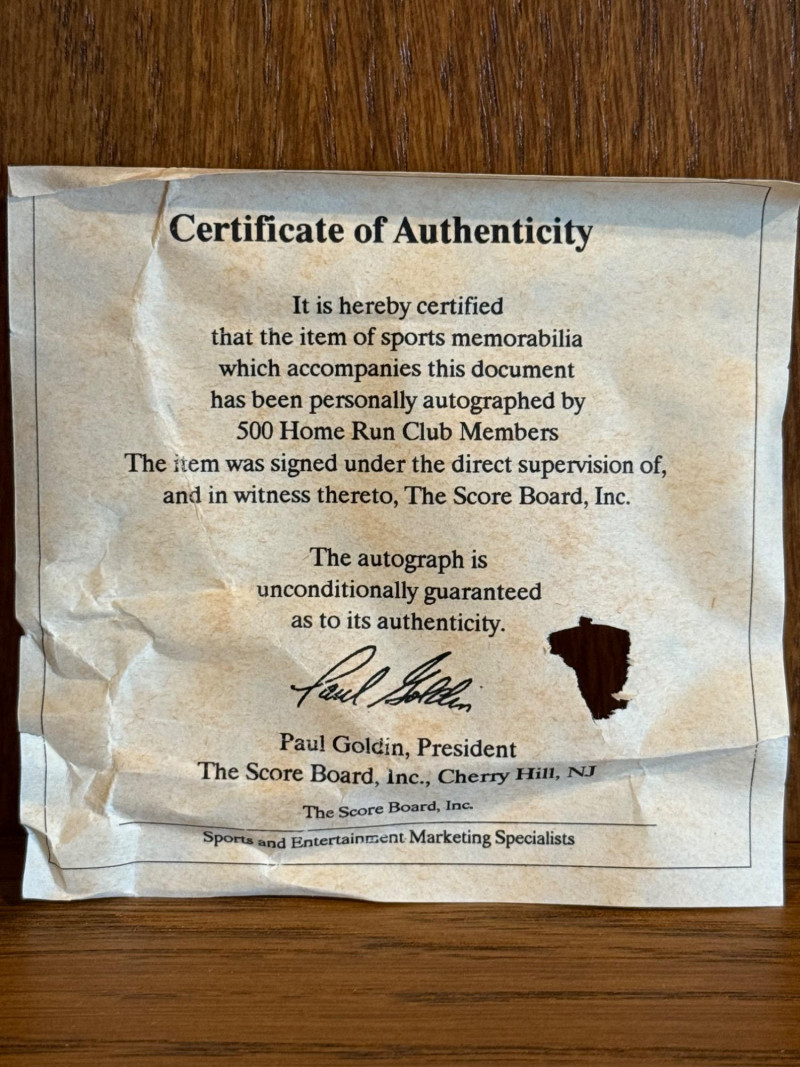 Certificate of Authenticity
It is hereby certified
that the item of sports memorabilia
which accompanies this document
has been personally autographed by
500 Home Run Club Members
The item was signed under the direct supervision of,
and in witness thereto, The Score Board, Inc.
The autograph is
unconditionally guaranteed
as to its authenticity.
Paul Goldin
Paul Goldin, President
The Score Board, Inc., Cherry Hill, NJ
The Score Board, Inc.
Sports and Entertainment Marketing Specialists